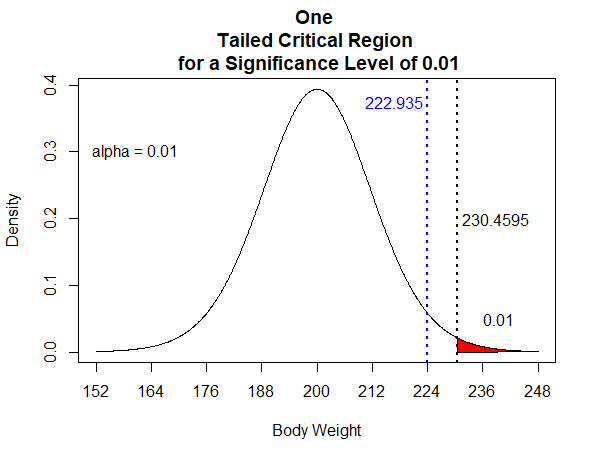 One
Tailed Critical Region
for a Significance Level of 0.01
222.935
alpha = 0.01
230.4595
0.01
Density
0.4
0.3
0.2
0.1
0.0
152 164 176 188 200 212 224 236 248
Body Weight